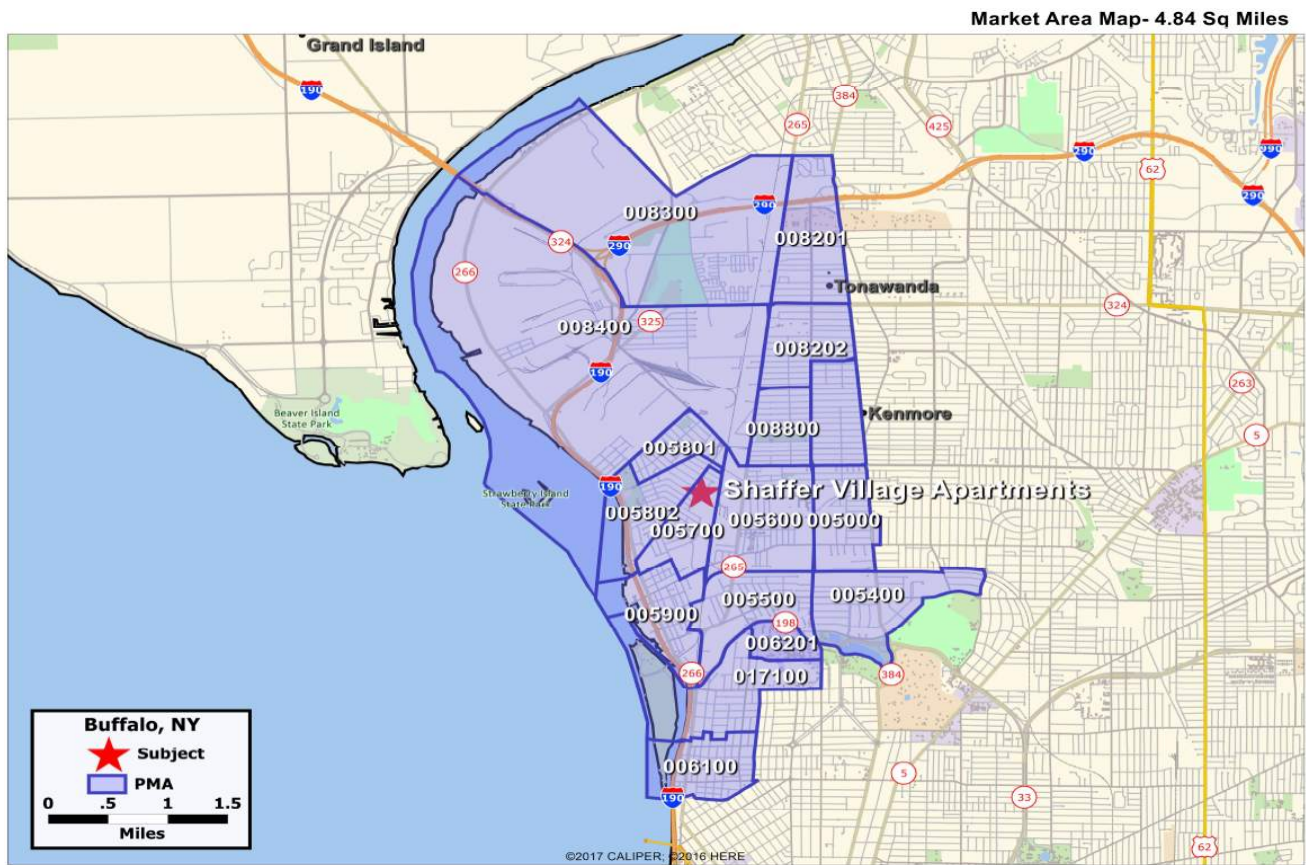 Market Area Map- 4.84 Sq Miles
Grand Island
190
384
265
425
290
990
62
290
290
008300
008201
324
290
266
Tonawanda
324
008400
325
008202
190
263
Beaver Island
State Park
Kenmore
5
008800
005801
190
Shaffer Village Apartments
Strawberry Island
State Park
005802
005600
005000
005700
265
005500
005400
005900
198
006201
266
017100
384
006100
5
190
33
62
Buffalo, NY
Subject
PMA
0 .5 1 1.5
Miles
©2017 CALIPER; ©2016 HERE